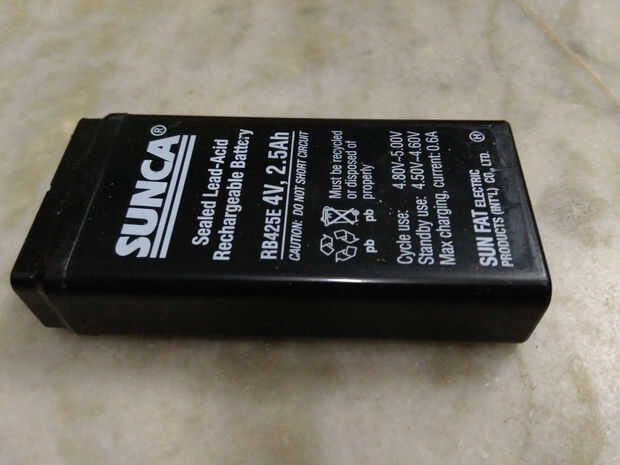 SUNCA®
Sealed Lead-Acid
Rechargeable Battery
RB425E 4V, 2.5Ah
CAUTION: DO NOT SHORT CIRCUIT
Must be recycled
or disposed of
properly
pb pb
Cycle use: 4.80V~5.00V
Standby use: 4.50V~4.60V
Max charging, current: 0.6A
SUN FAT ELECTRIC
PRODUCTS (INT'L) CO., LTD.
H